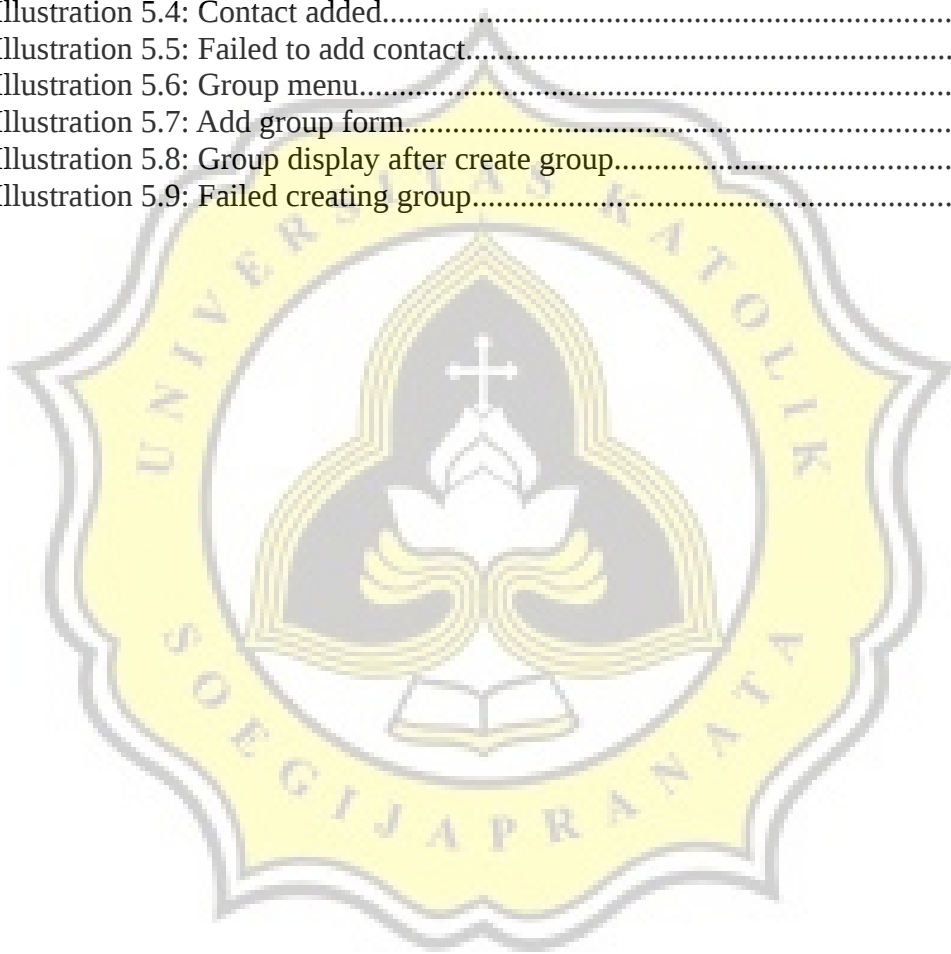 Illustration 5.4: Contact added....................................................................
Illustration 5.5: Failed to add contact..........................................................
Illustration 5.6: Group menu.......................................................................
Illustration 5.7: Add group form..................................................................
Illustration 5.8: Group display after create group........................................
Illustration 5.9: Failed creating group.........................................................
UNIVERSITAS KATOLIK
SOEGIJAPRANATA